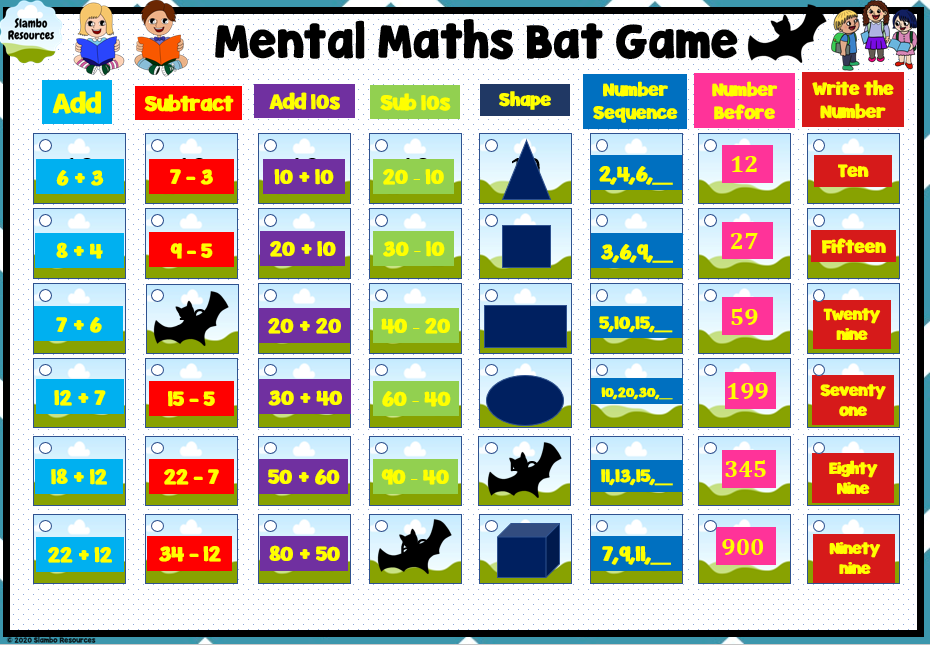 Slambo
Resources
Mental Maths Bat Game
Add
Subtract
Add 10s
Sub 10s
Shape
Number
Sequence
Number
Before
Write the
Number
6 + 3
7 - 3
10 + 10
20 - 10
2,4,6,__
12
Ten
8 + 4
9 - 5
20 + 10
30 - 10
3,6,9,__
27
Fifteen
7 + 6
20 + 20
40 - 20
5,10,15,__
59
Twenty
nine
12 + 7
15 - 5
30 + 40
60 - 40
10,20,30,__
199
Seventy
one
18 + 12
22 - 7
50 + 60
90 - 40
11,13,15,__
345
Eighty
Nine
22 + 12
34 - 12
80 + 50
7,9,11,__
900
Ninety
nine
© 2020 Slambo Resources